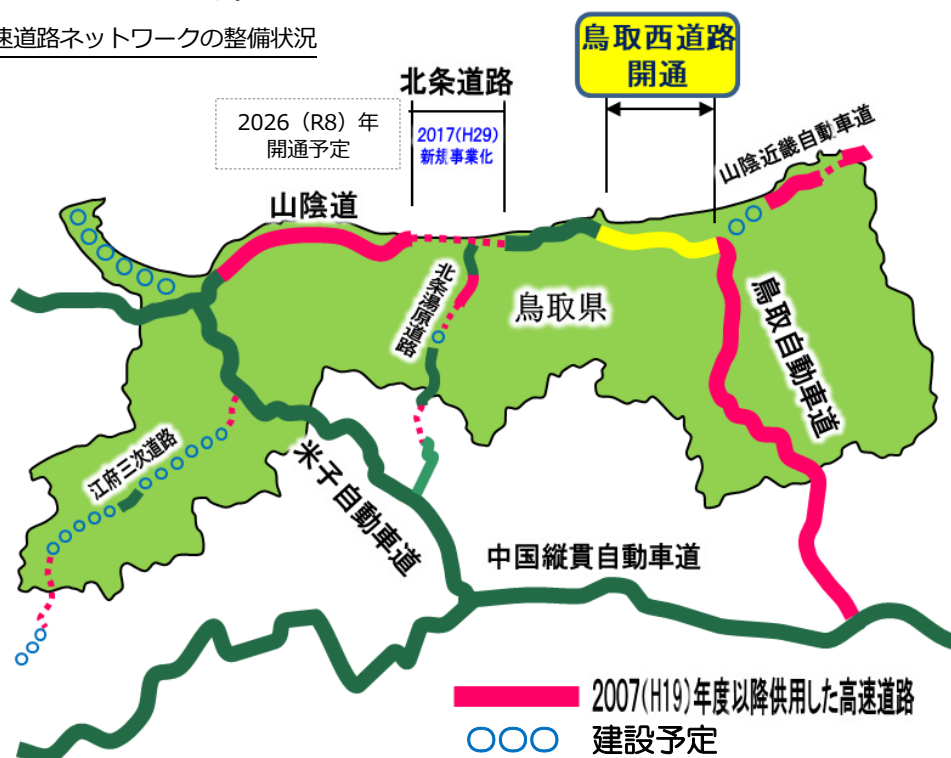 速道路ネットワークの整備状況
鳥取西道路
開通
北条道路
2026（R8）年
開通予定
2017(H29)
新規事業化
山陰近畿自動車道
山陰道
北条湯原道路
鳥取県
鳥取自動車道
江府三次道路
米子自動車道
中国縦貫自動車道
2007(H19)年度以降供用した高速道路
建設予定